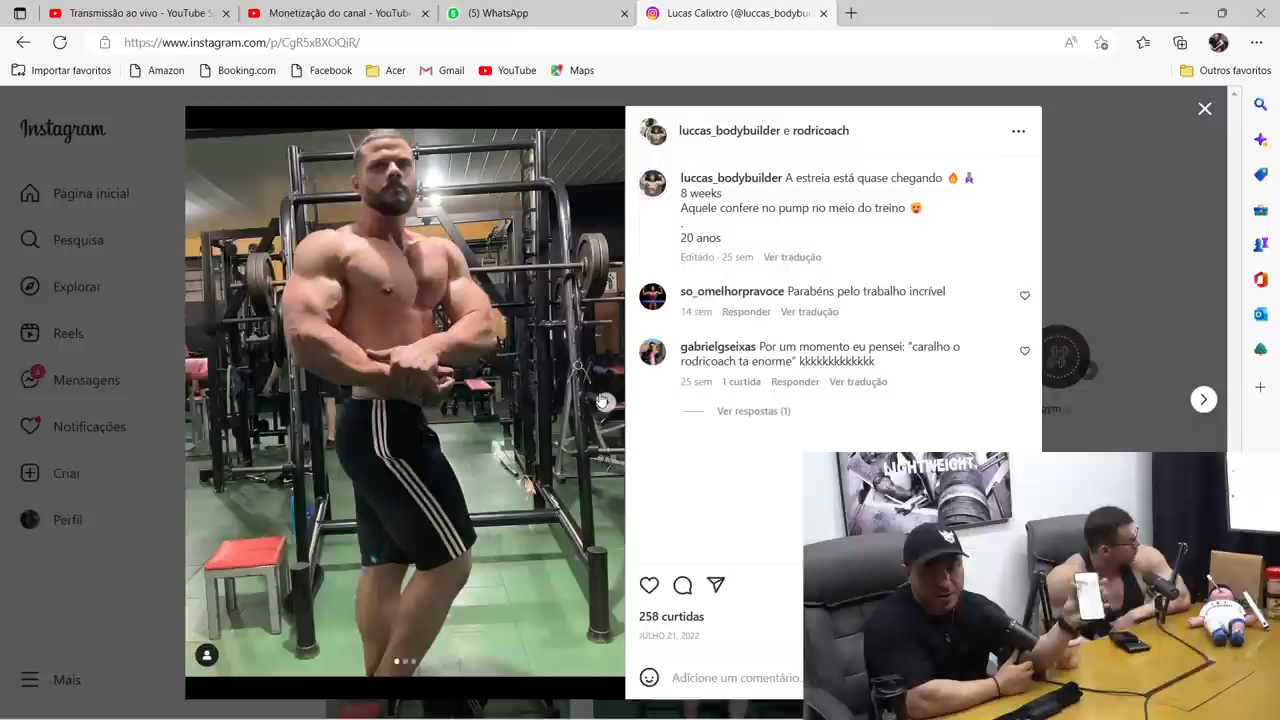 Transmissão ao vivo - YouTube S
Monetização do canal - YouTube
(5) WhatsApp
Lucas Calixtro (@luccas_bodybui
https://www.instagram.com/p/CgR5xBXOQiR/
Importar favoritos
Amazon
Booking.com
Facebook
Acer
Gmail
YouTube
Maps
Outros favoritos
Instagram
Página inicial
Pesquisa
Explorar
Reels
4
Mensagens
Notificações
Criar
Perfil
Mais
luccas_bodybuilder e rodricoach
luccas_bodybuilder A estreia está quase chegando 🔥
8 weeks
Aquele confere no pump no meio do treino
.
20 anos
Editado · 25 sem Ver tradução
so_omelhorpravoce Parabéns pelo trabalho incrível
14 sem Responder Ver tradução
gabrielgseixas Por um momento eu pensei: “caralho o
rodricoach ta enorme” kkkkkkkkkkkkk
25 sem 1 curtida Responder Ver tradução
Ver respostas (1)
258 curtidas
JULHO 21, 2022
Adicione um comentário...
gym
LIGHTWEIGHT.